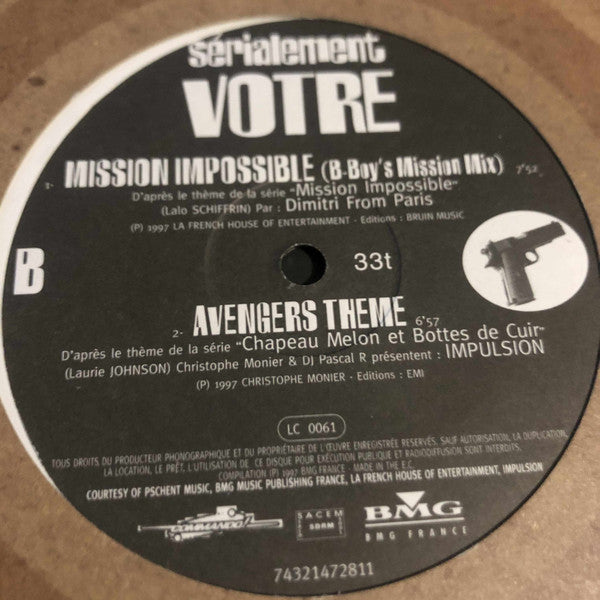 sérialement
VOTRE
1- MISSION IMPOSSIBLE (B-Boy's Mission Mix) 7'52
D'après le thème de la série "Mission Impossible"
(Lalo SCHIFFRIN) Par : Dimitri From Paris
(P) 1997 LA FRENCH HOUSE OF ENTERTAINMENT - Editions : BRUIN MUSIC
B
33t
2- AVENGERS THEME 6'57
D'après le thème de la série "Chapeau Melon et Bottes de Cuir"
(Laurie JOHNSON) Christophe Monier & DJ Pascal R présentent : IMPULSION
(P) 1997 CHRISTOPHE MONIER - Editions : EMI
LC 0061
TOUS DROITS DU PRODUCTEUR PHONOGRAPHIQUE ET DU PROPRIÉTAIRE DE L'ŒUVRE ENREGISTRÉE RÉSERVÉS. SAUF AUTORISATION, LA DUPLICATION,
LA LOCATION, LE PRÊT, L'UTILISATION DE CE DISQUE POUR EXÉCUTION PUBLIQUE ET RADIODIFFUSION SONT INTERDITS.
COMPILATION (P) 1997 BMG FRANCE - MADE IN THE E.C.
COURTESY OF PSCHENT MUSIC, BMG MUSIC PUBLISHING FRANCE, LA FRENCH HOUSE OF ENTERTAINMENT, IMPULSION
COMMANDO
SACEM
SDRM
BMG
BMG FRANCE
74321472811